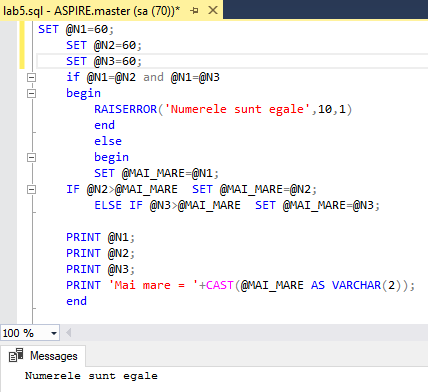 lab5.sql - ASPIRE.master (sa (70))*
SET @N1=60;
SET @N2=60;
SET @N3=60;
if @N1=@N2 and @N1=@N3
begin
RAISERROR('Numerele sunt egale',10,1)
end
else
begin
SET @MAI_MARE=@N1;
IF @N2>@MAI_MARE  SET @MAI_MARE=@N2;
ELSE IF @N3>@MAI_MARE  SET @MAI_MARE=@N3;
PRINT @N1;
PRINT @N2;
PRINT @N3;
PRINT 'Mai mare = '+CAST(@MAI_MARE AS VARCHAR(2));
end
100 %
Messages
Numerele sunt egale